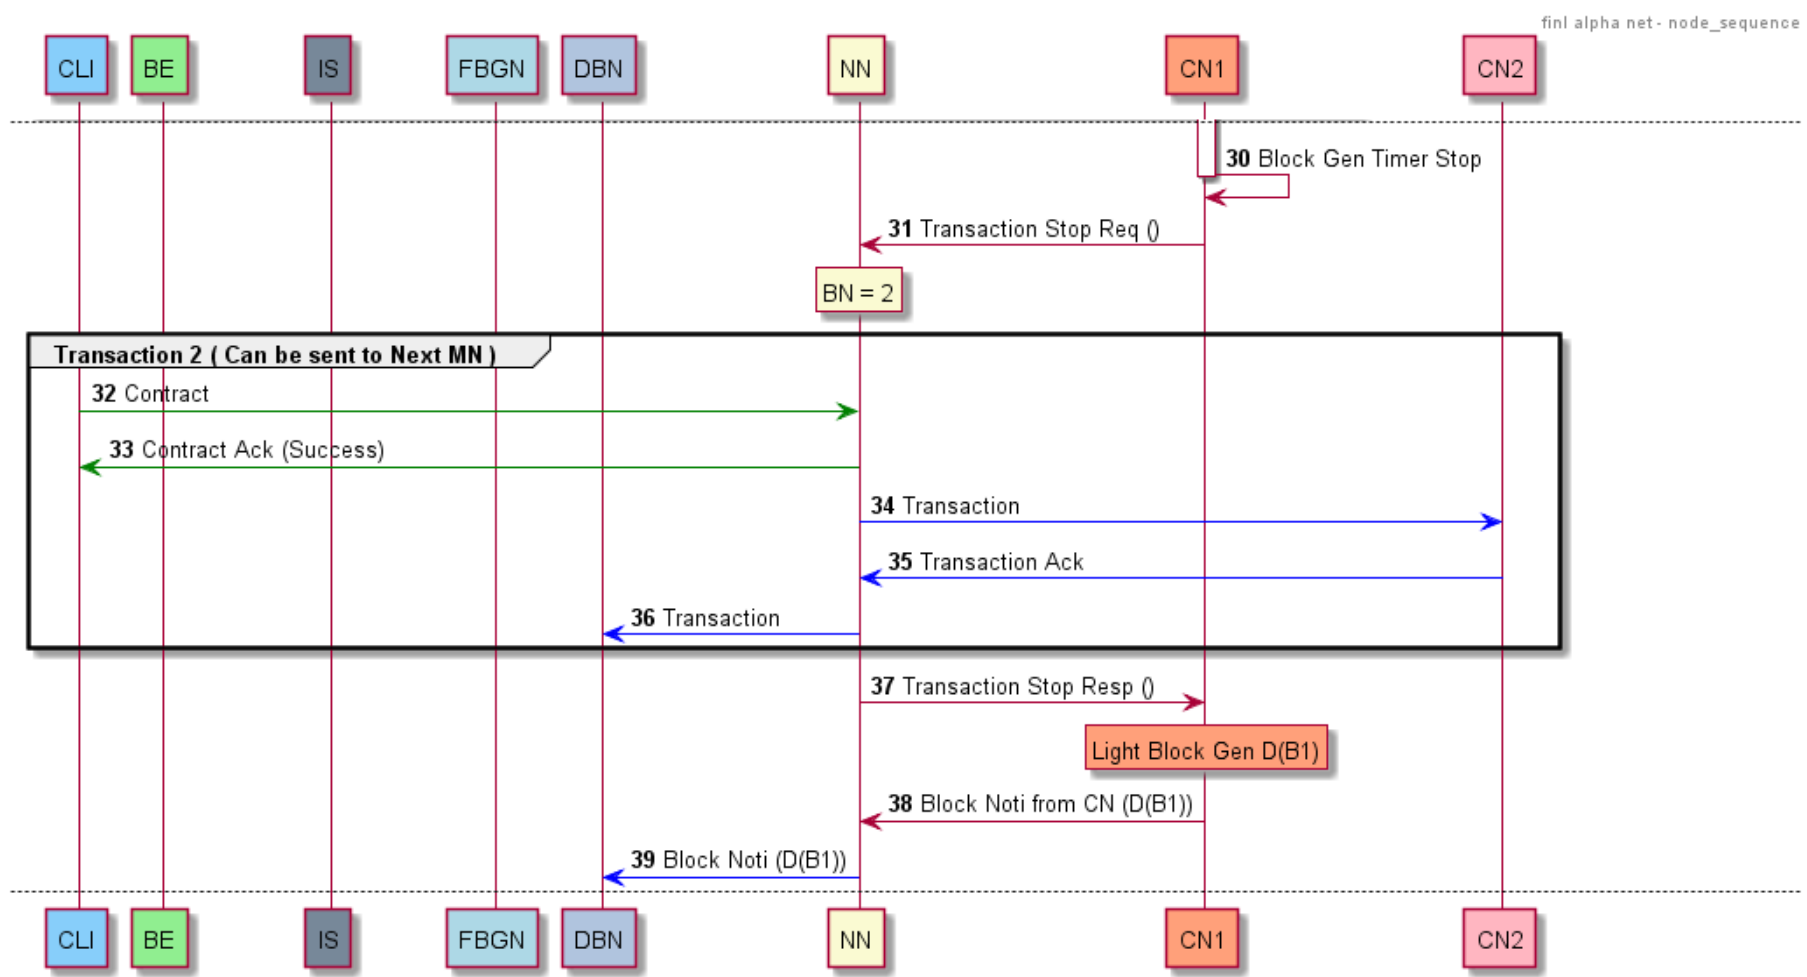 finl alpha net - node_sequence
CLI BE IS FBGN DBN NN CN1 CN2
30 Block Gen Timer Stop
31 Transaction Stop Req ()
BN = 2
Transaction 2 ( Can be sent to Next MN )
32 Contract
33 Contract Ack (Success)
34 Transaction
35 Transaction Ack
36 Transaction
37 Transaction Stop Resp ()
Light Block Gen D(B1)
38 Block Noti from CN (D(B1))
39 Block Noti (D(B1))
CLI BE IS FBGN DBN NN CN1 CN2